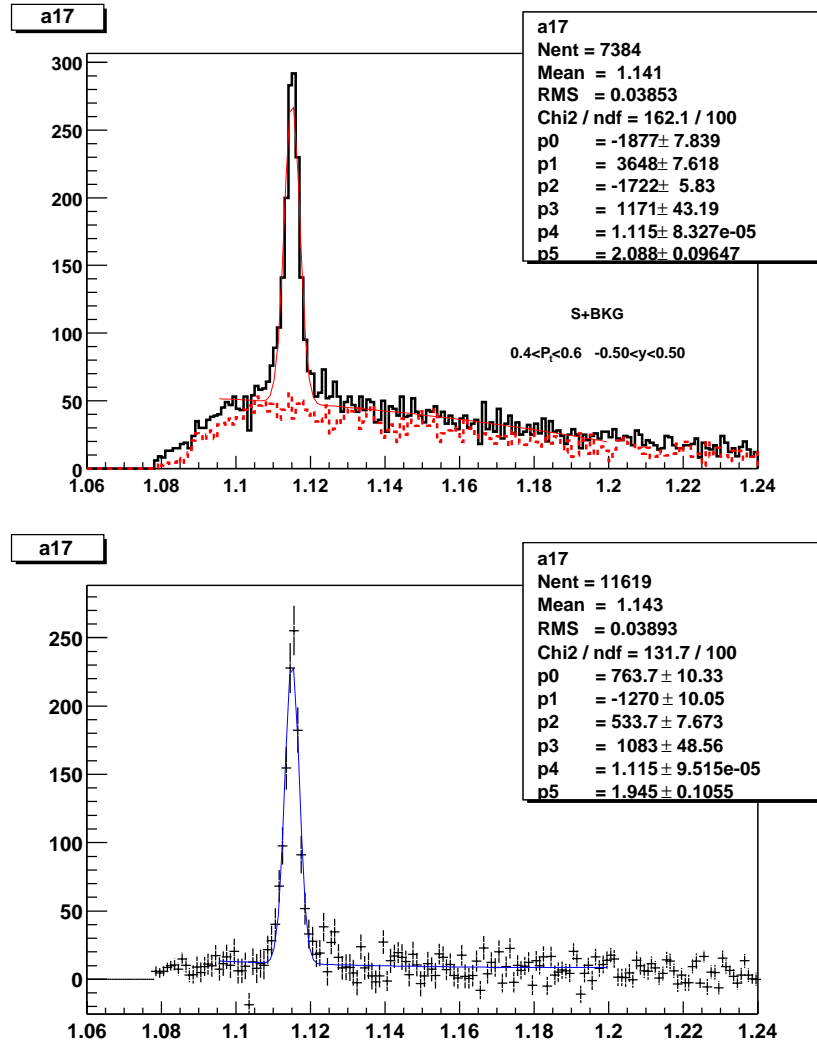 a17
a17
Nent = 7384
Mean = 1.141
RMS = 0.03853
Chi2 / ndf = 162.1 / 100
p0 = -1877± 7.839
p1 = 3648± 7.618
p2 = -1722± 5.83
p3 = 1171± 43.19
p4 = 1.115± 8.327e-05
p5 = 2.088± 0.09647
300
250
200
150
100
50
0
S+BKG
0.4<Pt<0.6 -0.50<y<0.50
1.06 1.08 1.1 1.12 1.14 1.16 1.18 1.2 1.22 1.24
a17
a17
Nent = 11619
Mean = 1.143
RMS = 0.03893
Chi2 / ndf = 131.7 / 100
p0 = 763.7 ± 10.33
p1 = -1270 ± 10.05
p2 = 533.7 ± 7.673
p3 = 1083 ± 48.56
p4 = 1.115 ± 9.515e-05
p5 = 1.945 ± 0.1055
250
200
150
100
50
0
1.06 1.08 1.1 1.12 1.14 1.16 1.18 1.2 1.22 1.24